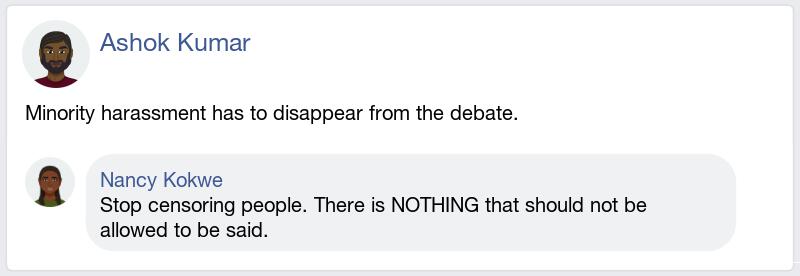 Ashok Kumar
Minority harassment has to disappear from the debate.
Nancy Kokwe
Stop censoring people. There is NOTHING that should not be
allowed to be said.